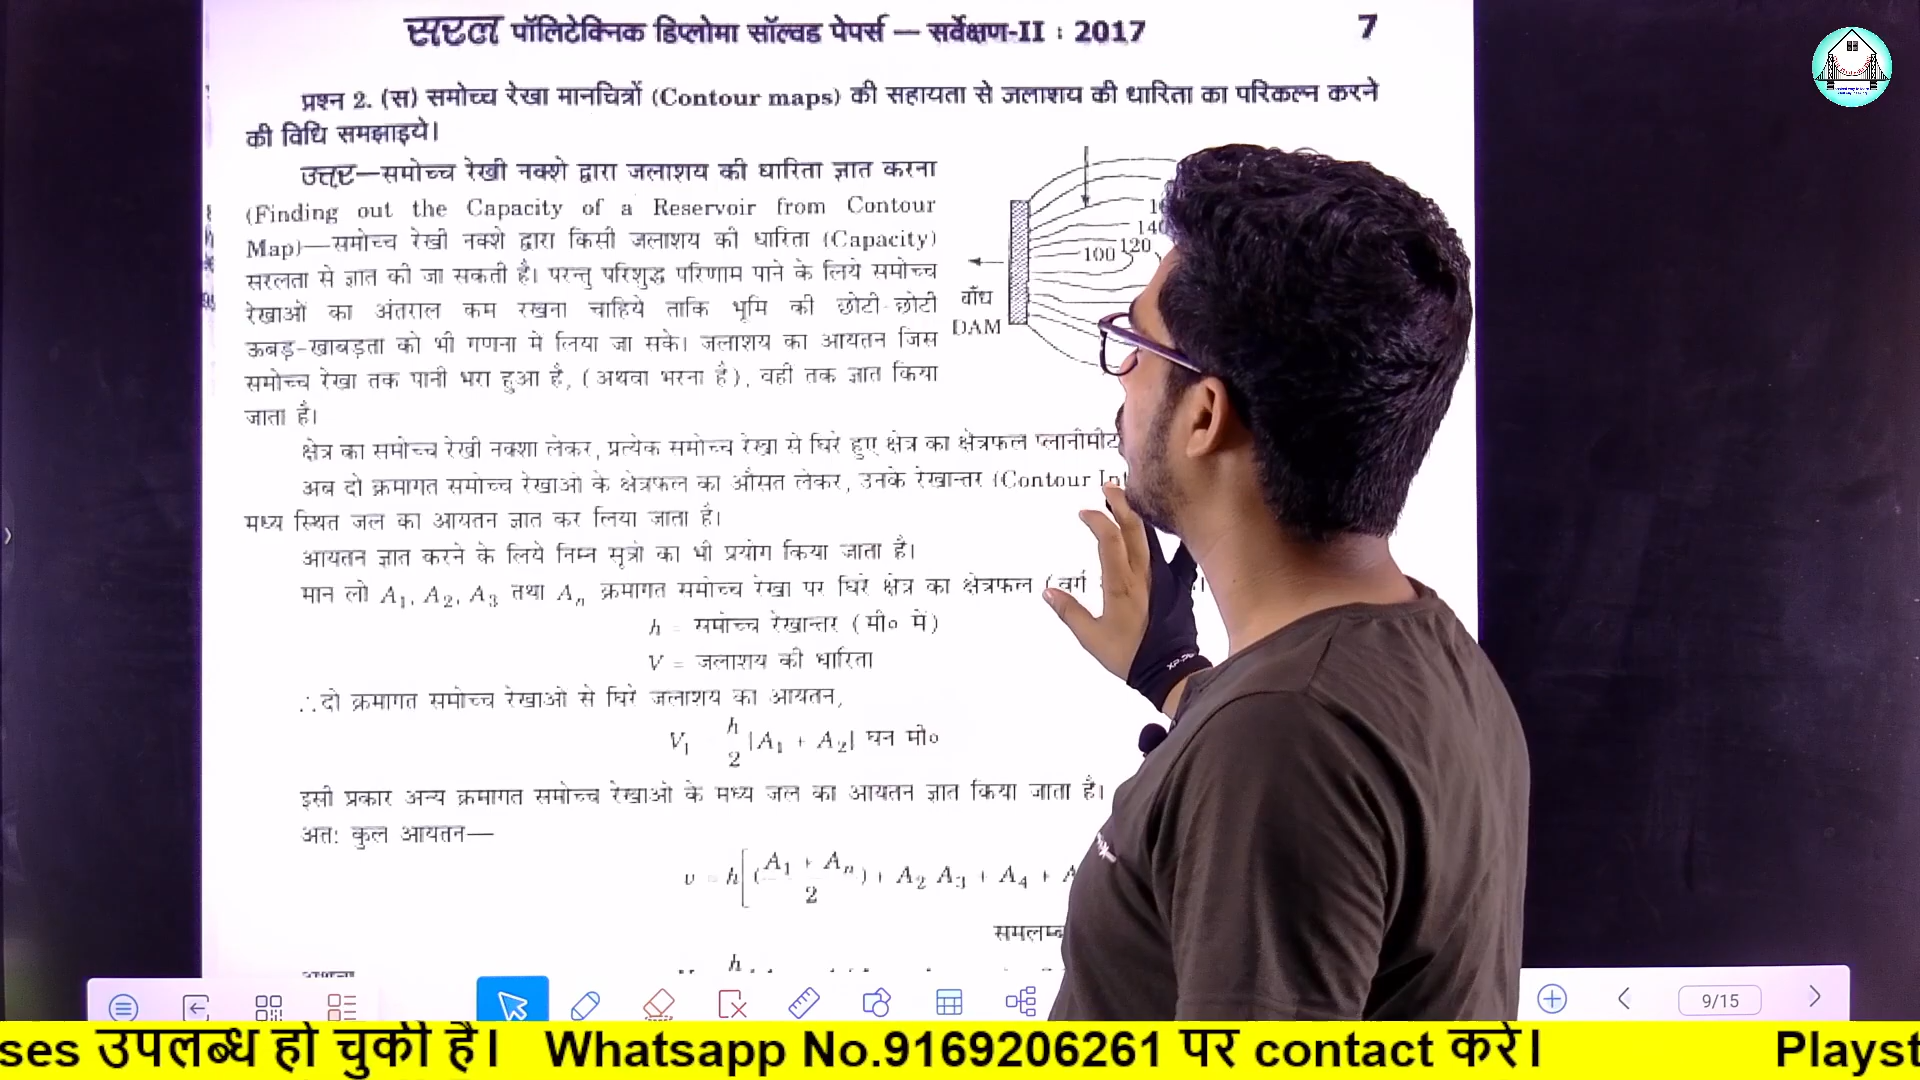 सरल पॉलिटेक्निक डिप्लोमा सॉल्वड पेपर्स — सर्वेक्षण-II : 2017 7
प्रश्न 2. (स) समोच्च रेखा मानचित्रों (Contour maps) की सहायता से जलाशय की धारिता का परिकल्न करने
की विधि समझाइये।
उत्तर—समोच्च रेखी नक्शे द्वारा जलाशय की धारिता ज्ञात करना
(Finding out the Capacity of a Reservoir from Contour
Map)—समोच्च रेखी नक्शे द्वारा किसी जलाशय की धारिता (Capacity)
सरलता से ज्ञात की जा सकती है। परन्तु परिशुद्ध परिणाम पाने के लिये समोच्च
रेखाओं का अंतराल कम रखना चाहिये ताकि भूमि की छोटी-छोटी
ऊबड़-खाबड़ता को भी गणना में लिया जा सके। जलाशय का आयतन जिस
समोच्च रेखा तक पानी भरा हुआ है, (अथवा भरना है), वही तक ज्ञात किया
जाता है।
140
100 120
बाँध
DAM
क्षेत्र का समोच्च रेखी नक्शा लेकर, प्रत्येक समोच्च रेखा से घिरे हुए क्षेत्र का क्षेत्रफल
अब दो क्रमागत समोच्च रेखाओ के क्षेत्रफल का औसत लेकर, उनके रेखान्तर (Contour
मध्य स्थित जल का आयतन ज्ञात कर लिया जाता है।
आयतन ज्ञात करने के लिये निम्न सूत्रो का भी प्रयोग किया जाता है।
मान लो A₁, A₂, A₃ तथा Aₙ क्रमागत समोच्च रेखा पर घिरे क्षेत्र का क्षेत्रफल (वर्ग
h = समोच्च रेखान्तर (मी० में)
V = जलाशय की धारिता
∴ दो क्रमागत समोच्च रेखाओ से घिरे जलाशय का आयतन,
V₁ = h/2 |A₁ + A₂| घन मी०
इसी प्रकार अन्य क्रमागत समोच्च रेखाओ के मध्य जल का आयतन ज्ञात किया जाता है।
अतः कुल आयतन—
v = h[(A₁ + Aₙ/2) + A₂ A₃ + A₄ + A
9/15
ses उपलब्ध हो चुकी है। Whatsapp No.9169206261 पर contact करे। Playst